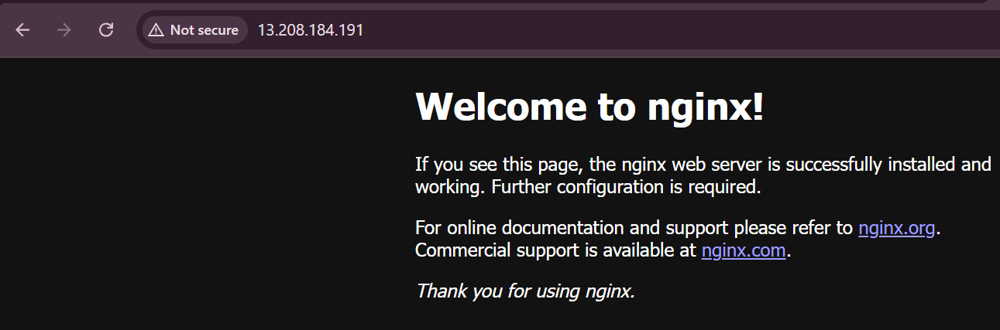 Not secure 13.208.184.191
Welcome to nginx!
If you see this page, the nginx web server is successfully installed and
working. Further configuration is required.
For online documentation and support please refer to nginx.org.
Commercial support is available at nginx.com.
Thank you for using nginx.